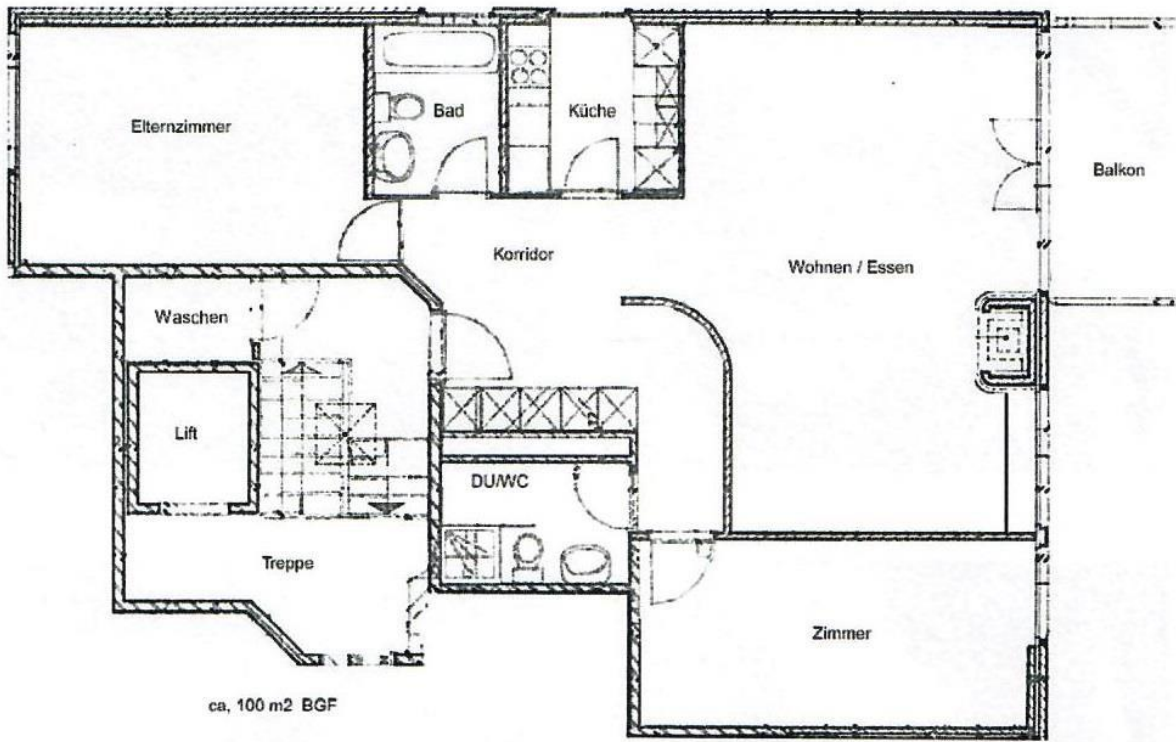 Elternzimmer
Bad
Küche
Balkon
Korridor
Wohnen / Essen
Waschen
Lift
DU/WC
Treppe
Zimmer
ca, 100 m2 BGF